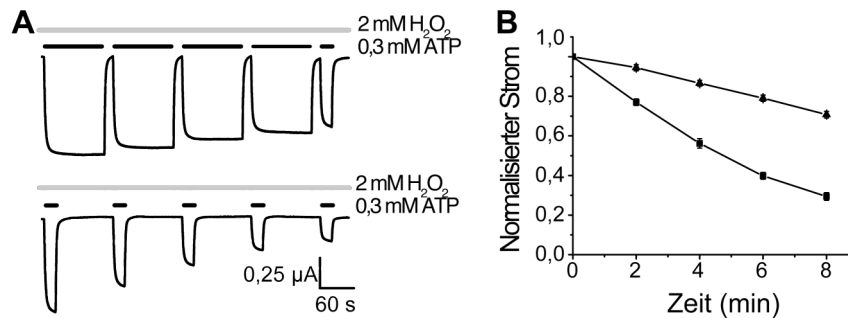 A
2 mM H₂O₂
0,3 mM ATP
2 mM H₂O₂
0,3 mM ATP
0,25 µA
60 s
B
Normalisierter Strom
1,0
0,8
0,6
0,4
0,2
0,0
0 2 4 6 8
Zeit (min)